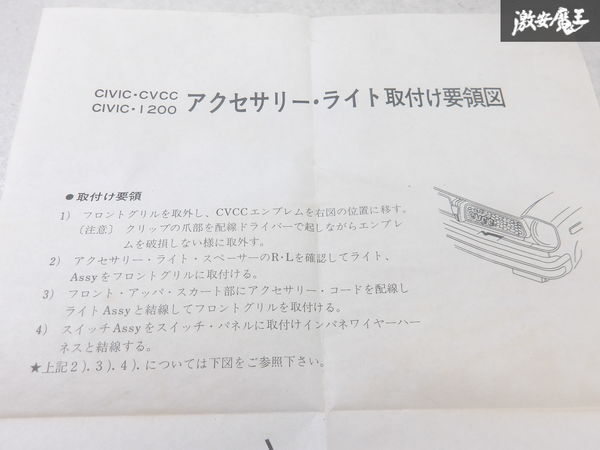 激安魔王
CIVIC・CVCC
CIVIC・1200
アクセサリー・ライト取付け要領図
●取付け要領
1) フロントグリルを取外し、CVCCエンブレムを右図の位置に移す。
〔注意〕 クリップの爪部を配線ドライバーで起しながらエンブレ
ムを破損しない様に取外す。
2) アクセサリー・ライト・スペーサーのR・Lを確認してライト、
Assyをフロントグリルに取付ける。
3) フロント・アッパ・スカート部にアクセサリー・コードを配線し
ライトAssyと結線してフロントグリルを取付ける。
4) スイッチAssyをスイッチ・パネルに取付けインパネワイヤーハー
ネスと結線する。
★上記2).3).4).については下図をご参照下さい。